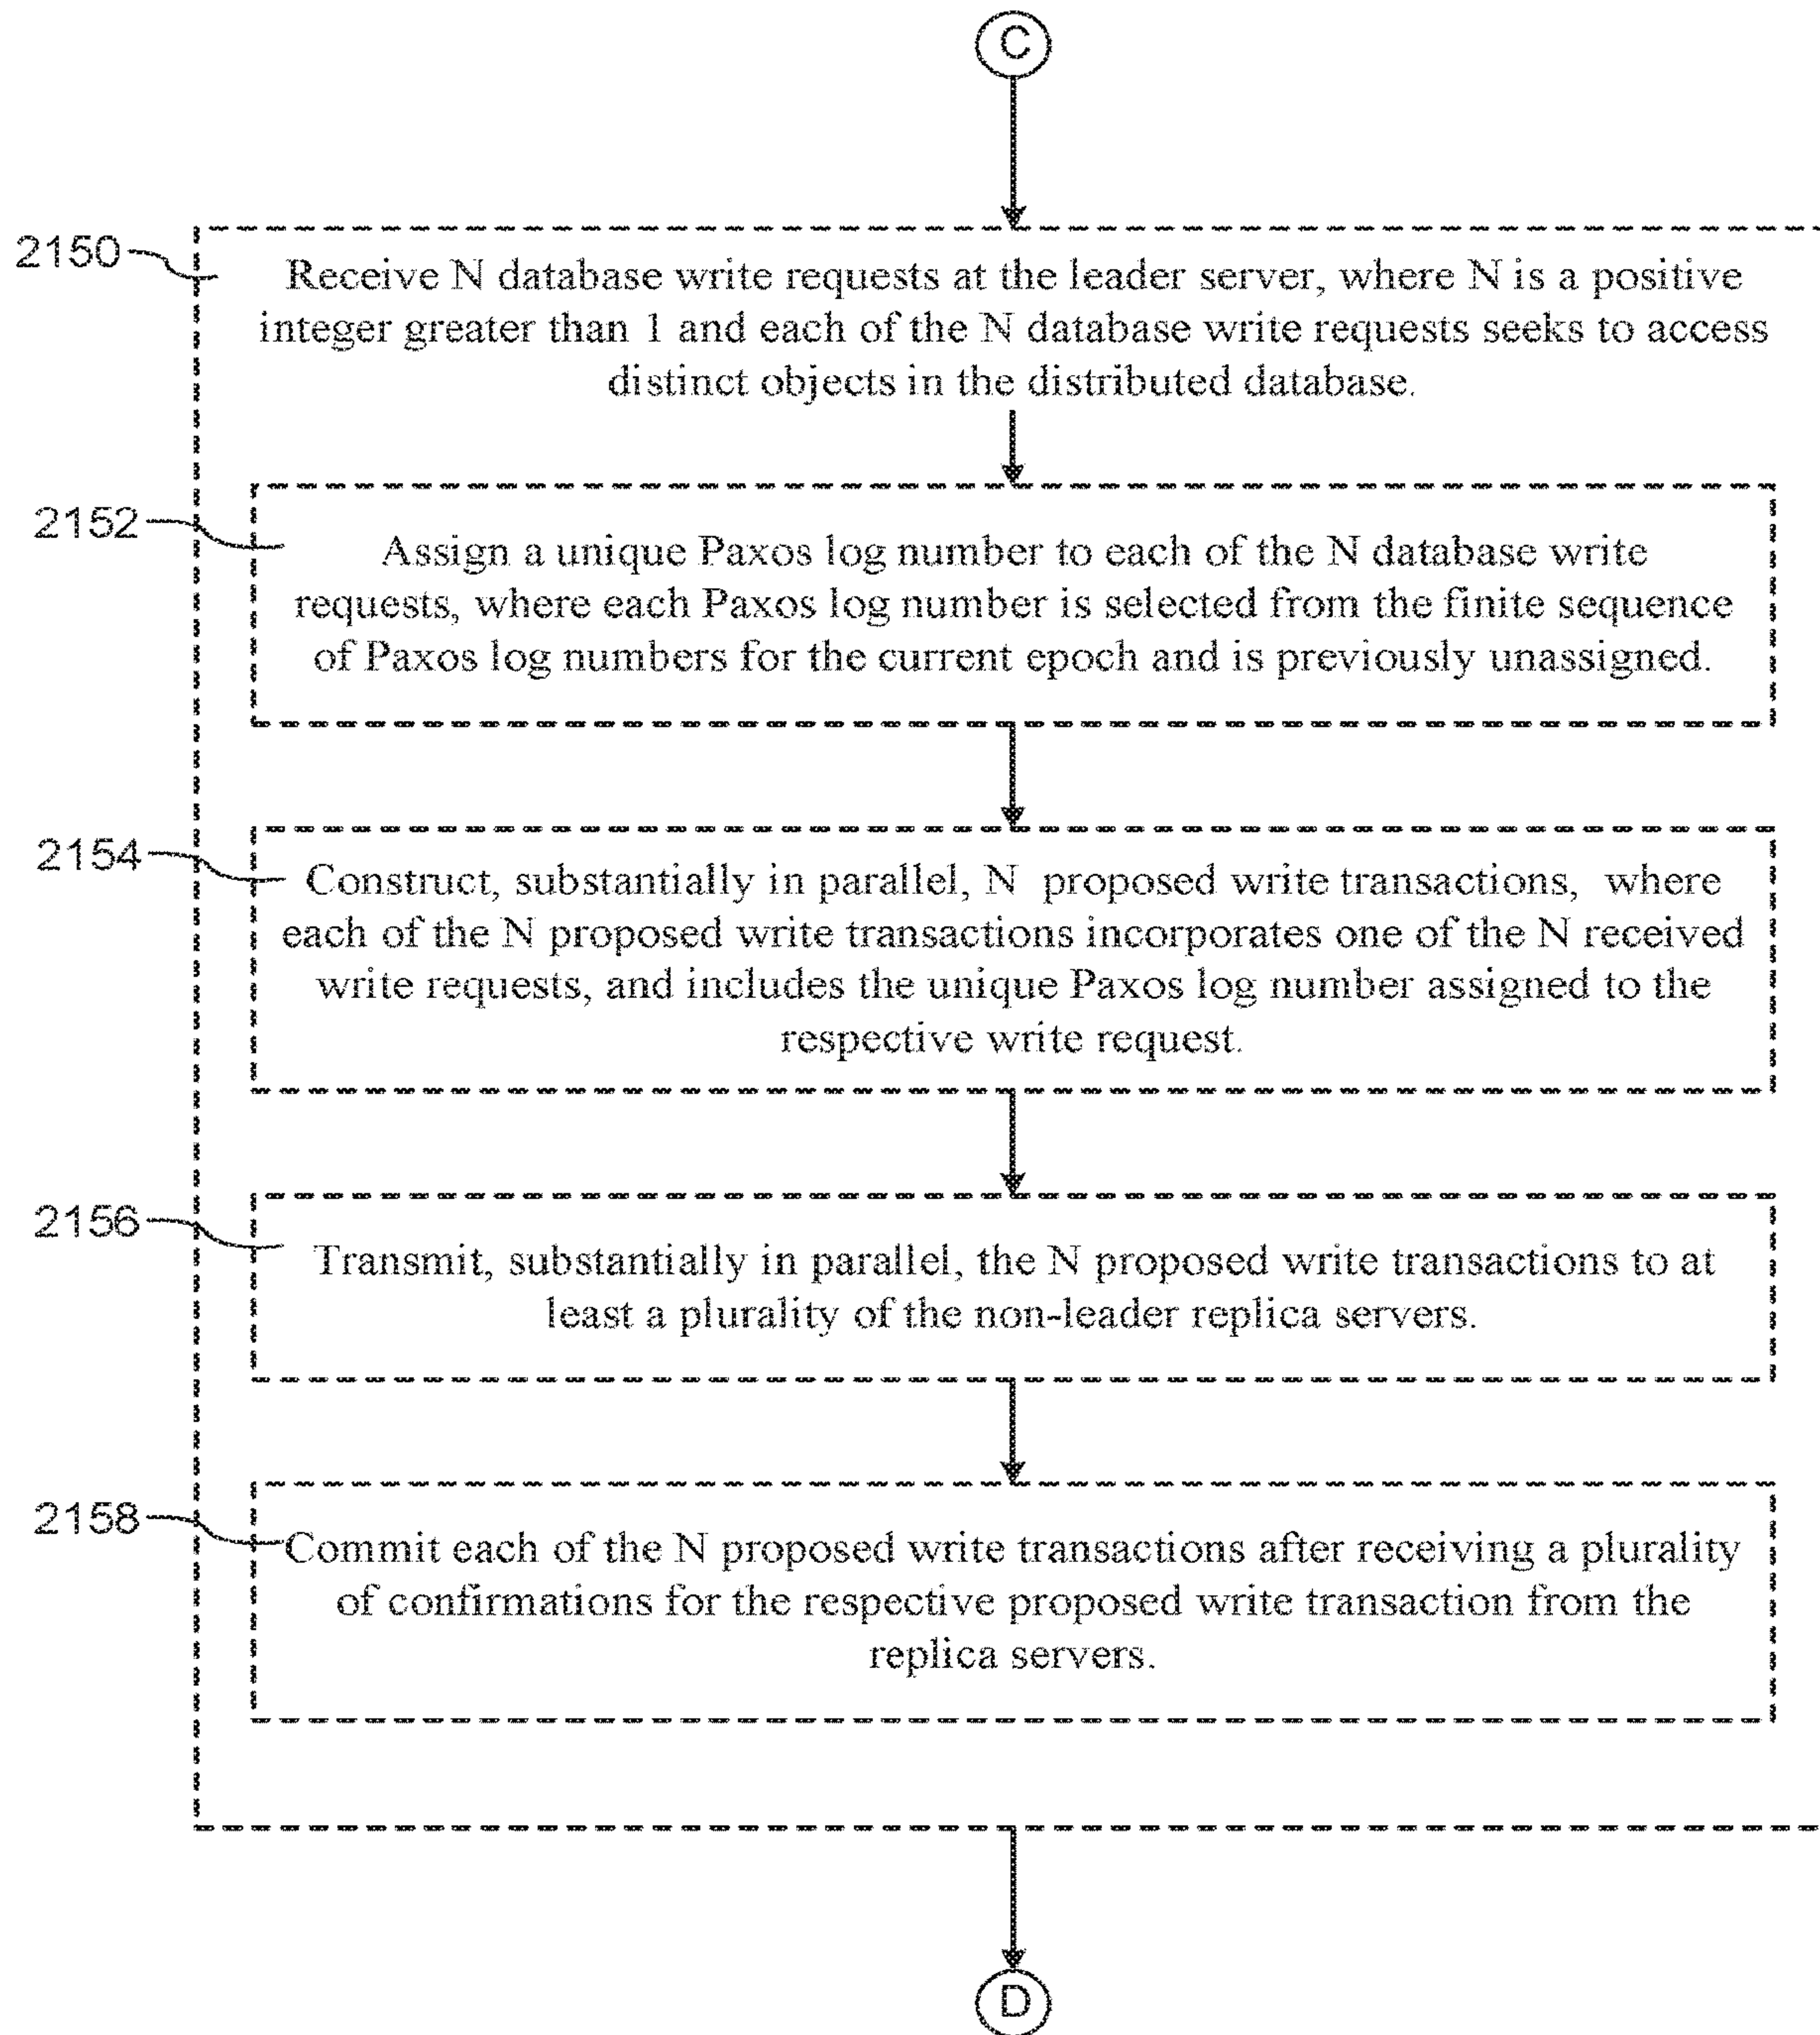 C
2150
Receive N database write requests at the leader server, where N is a positive
integer greater than 1 and each of the N database write requests seeks to access
distinct objects in the distributed database.
2152
Assign a unique Paxos log number to each of the N database write
requests, where each Paxos log number is selected from the finite sequence
of Paxos log numbers for the current epoch and is previously unassigned.
2154
Construct, substantially in parallel, N proposed write transactions, where
each of the N proposed write transactions incorporates one of the N received
write requests, and includes the unique Paxos log number assigned to the
respective write request.
2156
Transmit, substantially in parallel, the N proposed write transactions to at
least a plurality of the non-leader replica servers.
2158
Commit each of the N proposed write transactions after receiving a plurality
of confirmations for the respective proposed write transaction from the
replica servers.
D